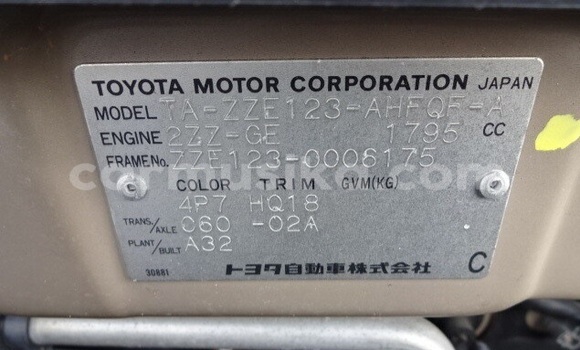 TOYOTA MOTOR CORPORATION JAPAN
MODEL TA-ZZE123-AHFQF-A
ENGINE 2ZZ-GE 1795 CC
FRAME No. ZZE123-0006175
COLOR TRIM GVM(KG)
4P7 HQ18
TRANS./AXLE C60 -02A
PLANT/BUILT A32
30881 トヨタ自動車株式会社 C